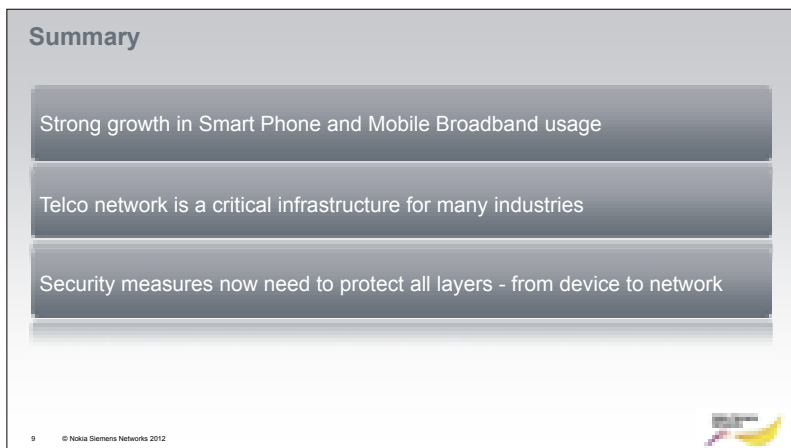 Summary
Strong growth in Smart Phone and Mobile Broadband usage
Telco network is a critical infrastructure for many industries
Security measures now need to protect all layers - from device to network
9 © Nokia Siemens Networks 2012